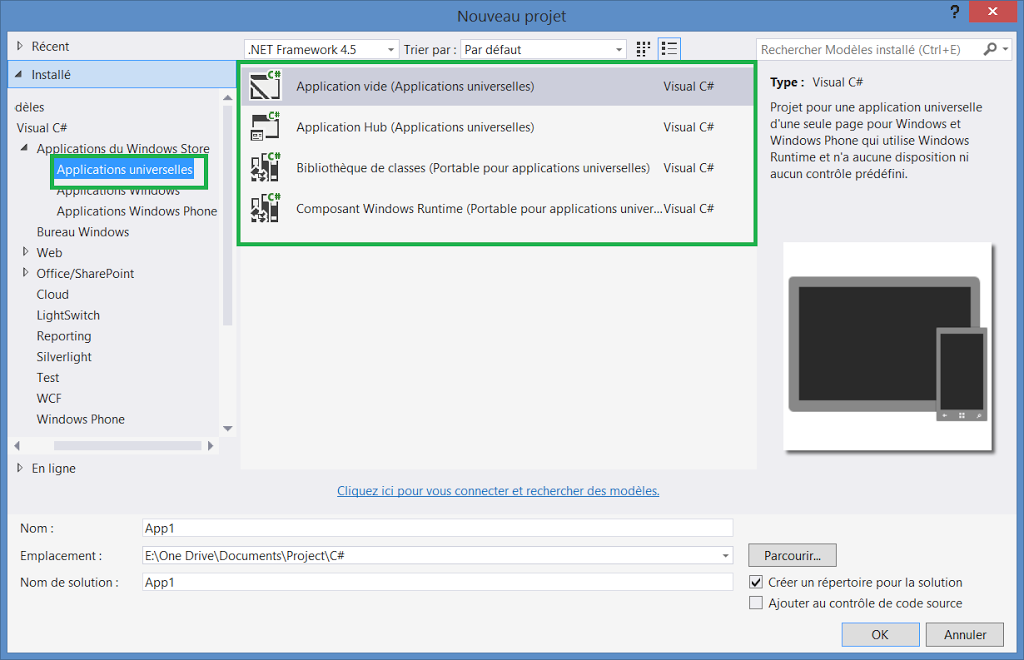 Nouveau projet
?
Récent
.NET Framework 4.5
Trier par :
Par défaut
Rechercher Modèles installé (Ctrl+E)
Installé
dèles
Visual C#
Applications du Windows Store
Applications universelles
Applications Windows
Applications Windows Phone
Bureau Windows
Web
Office/SharePoint
Cloud
LightSwitch
Reporting
Silverlight
Test
WCF
Windows Phone
En ligne
C# Application vide (Applications universelles) Visual C#
C# Application Hub (Applications universelles) Visual C#
C# Bibliothèque de classes (Portable pour applications universelles) Visual C#
C# Composant Windows Runtime (Portable pour applications univer... Visual C#
Type : Visual C#
Projet pour une application universelle
d'une seule page pour Windows et
Windows Phone qui utilise Windows
Runtime et n'a aucune disposition ni
aucun contrôle prédéfini.
Cliquez ici pour vous connecter et rechercher des modèles.
Nom : App1
Emplacement : E:\One Drive\Documents\Project\C# Parcourir...
Nom de solution : App1
Créer un répertoire pour la solution
Ajouter au contrôle de code source
OK Annuler